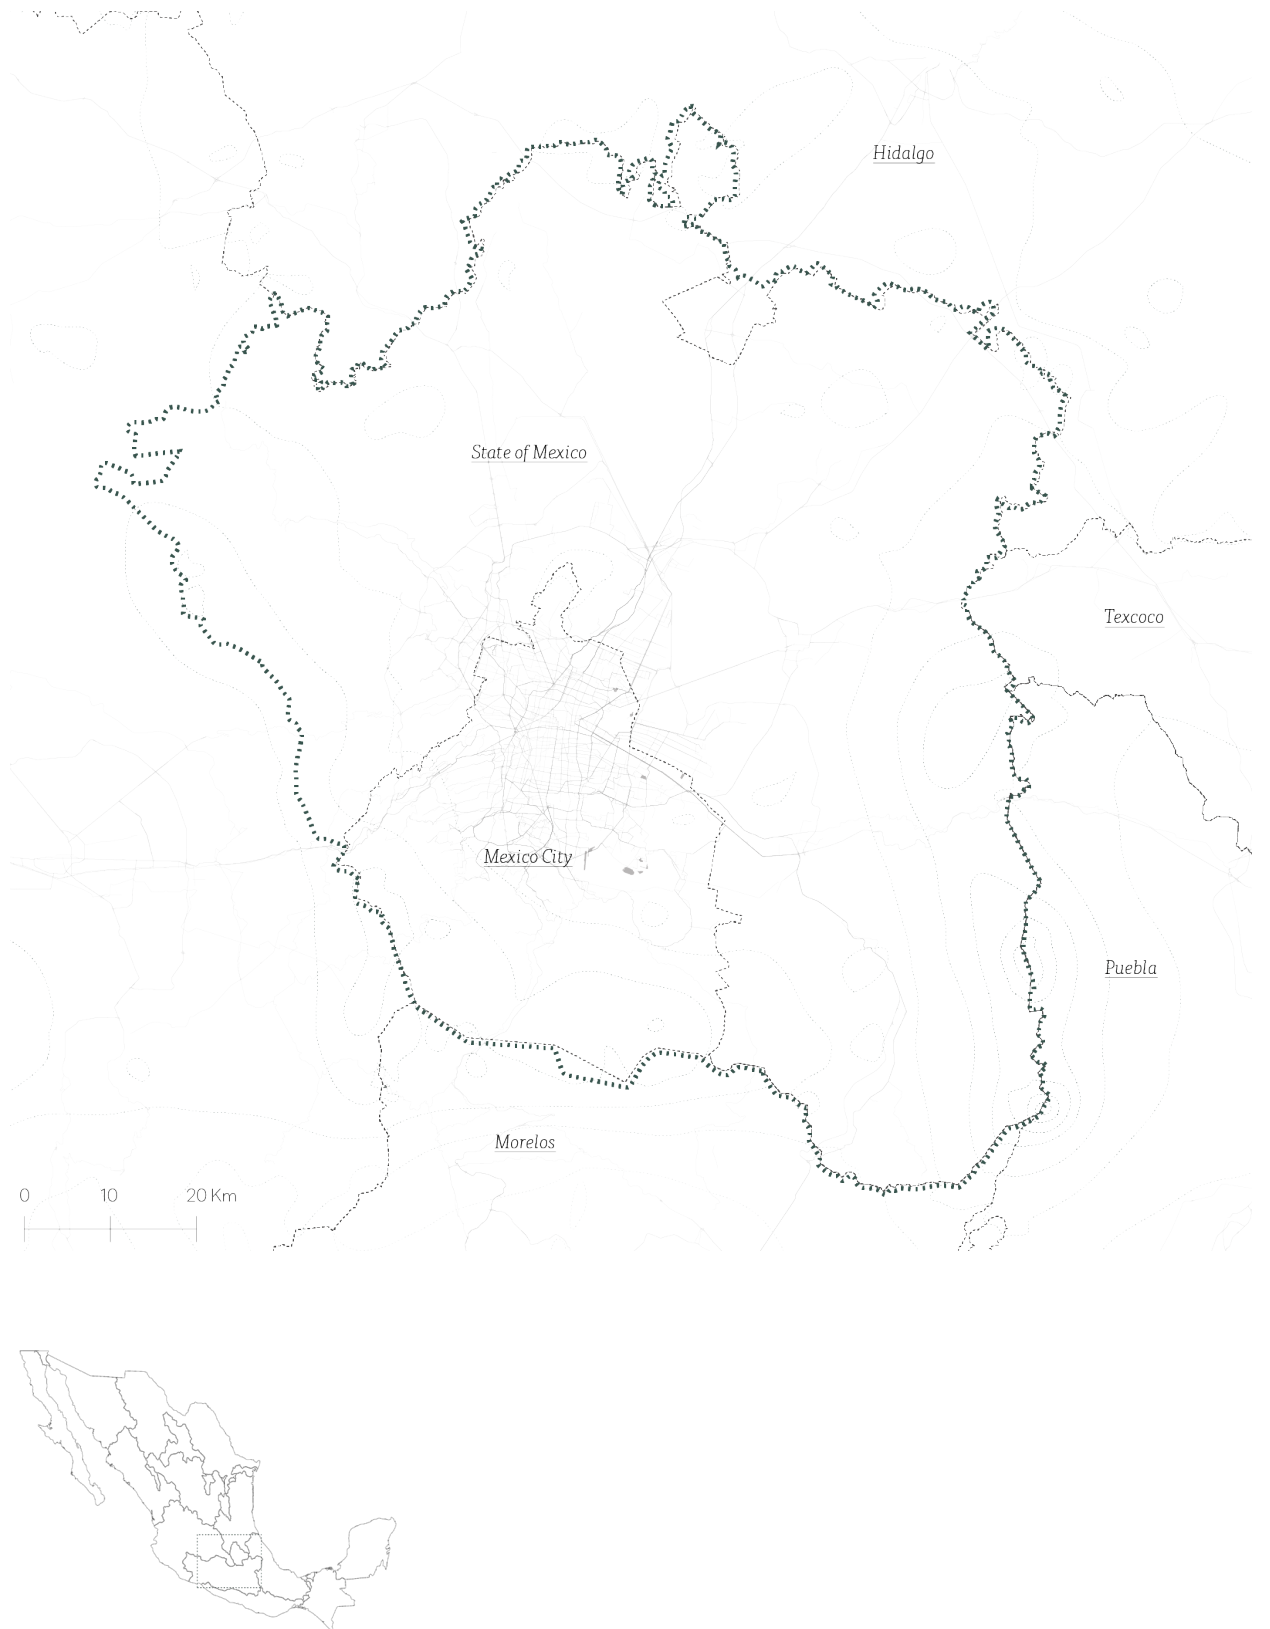 Hidalgo
State of Mexico
Texcoco
Mexico City
Puebla
Morelos
0 10 20 Km